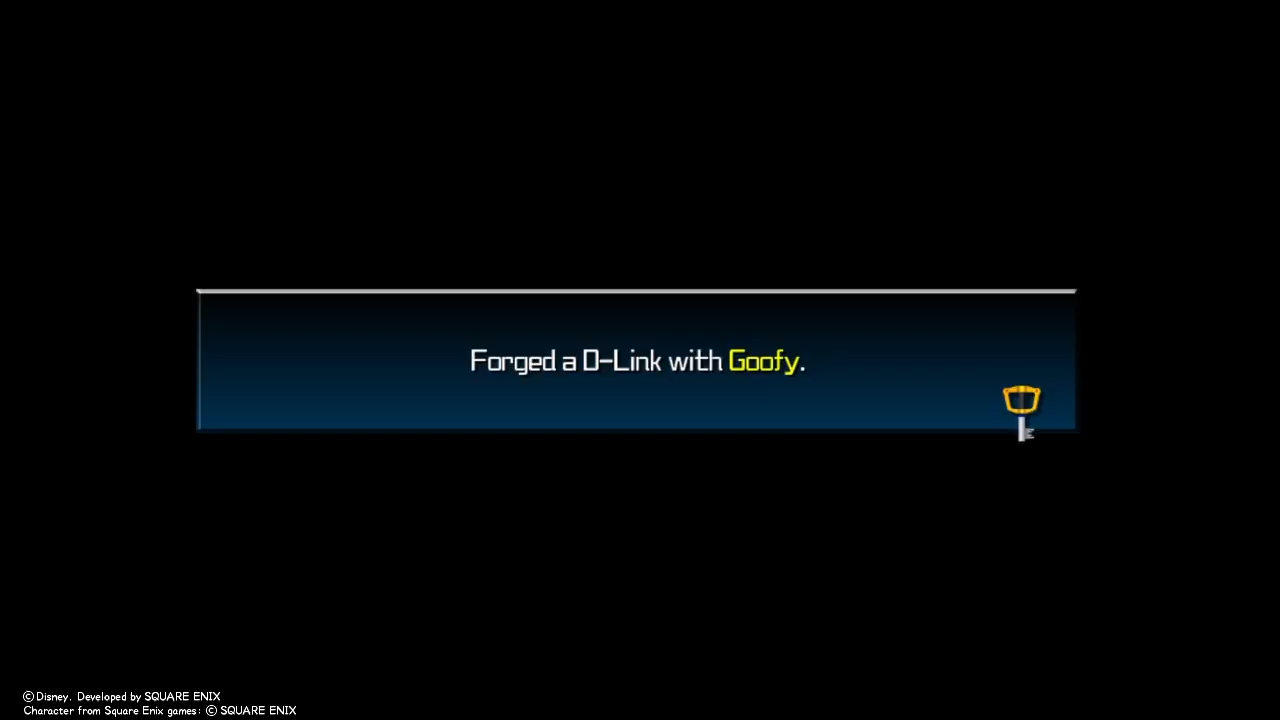 Forged a D-Link with Goofy.
©Disney. Developed by SQUARE ENIX
Character from Square Enix games: © SQUARE ENIX